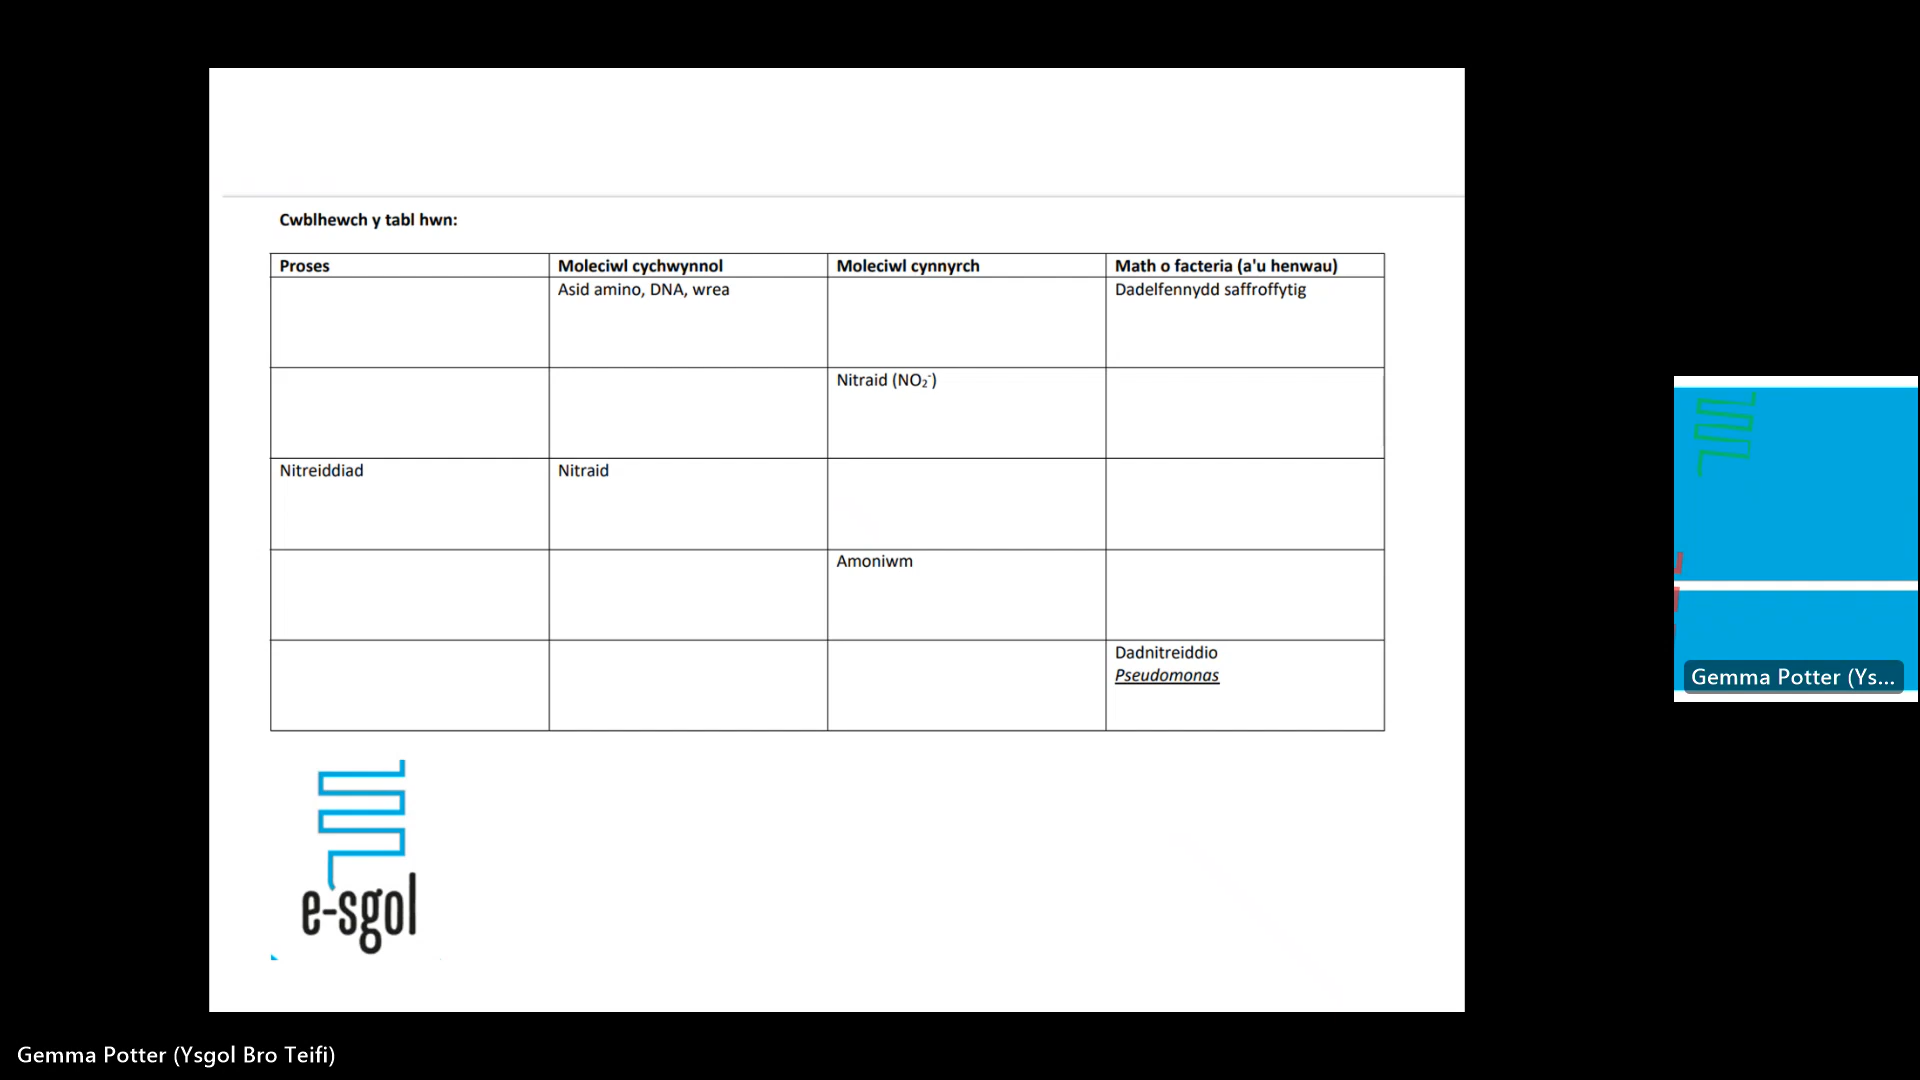 Cwblhewch y tabl hwn:
Proses Moleciwl cychwynnol Moleciwl cynnyrch Math o facteria (a'u henwau)
Asid amino, DNA, wrea Dadelfennydd saffroffytig
Nitraid (NO₂⁻)
Nitreiddiad Nitraid
Amoniwm
Dadnitreiddio
Pseudomonas
e-sgol
Gemma Potter (Ys...
Gemma Potter (Ysgol Bro Teifi)